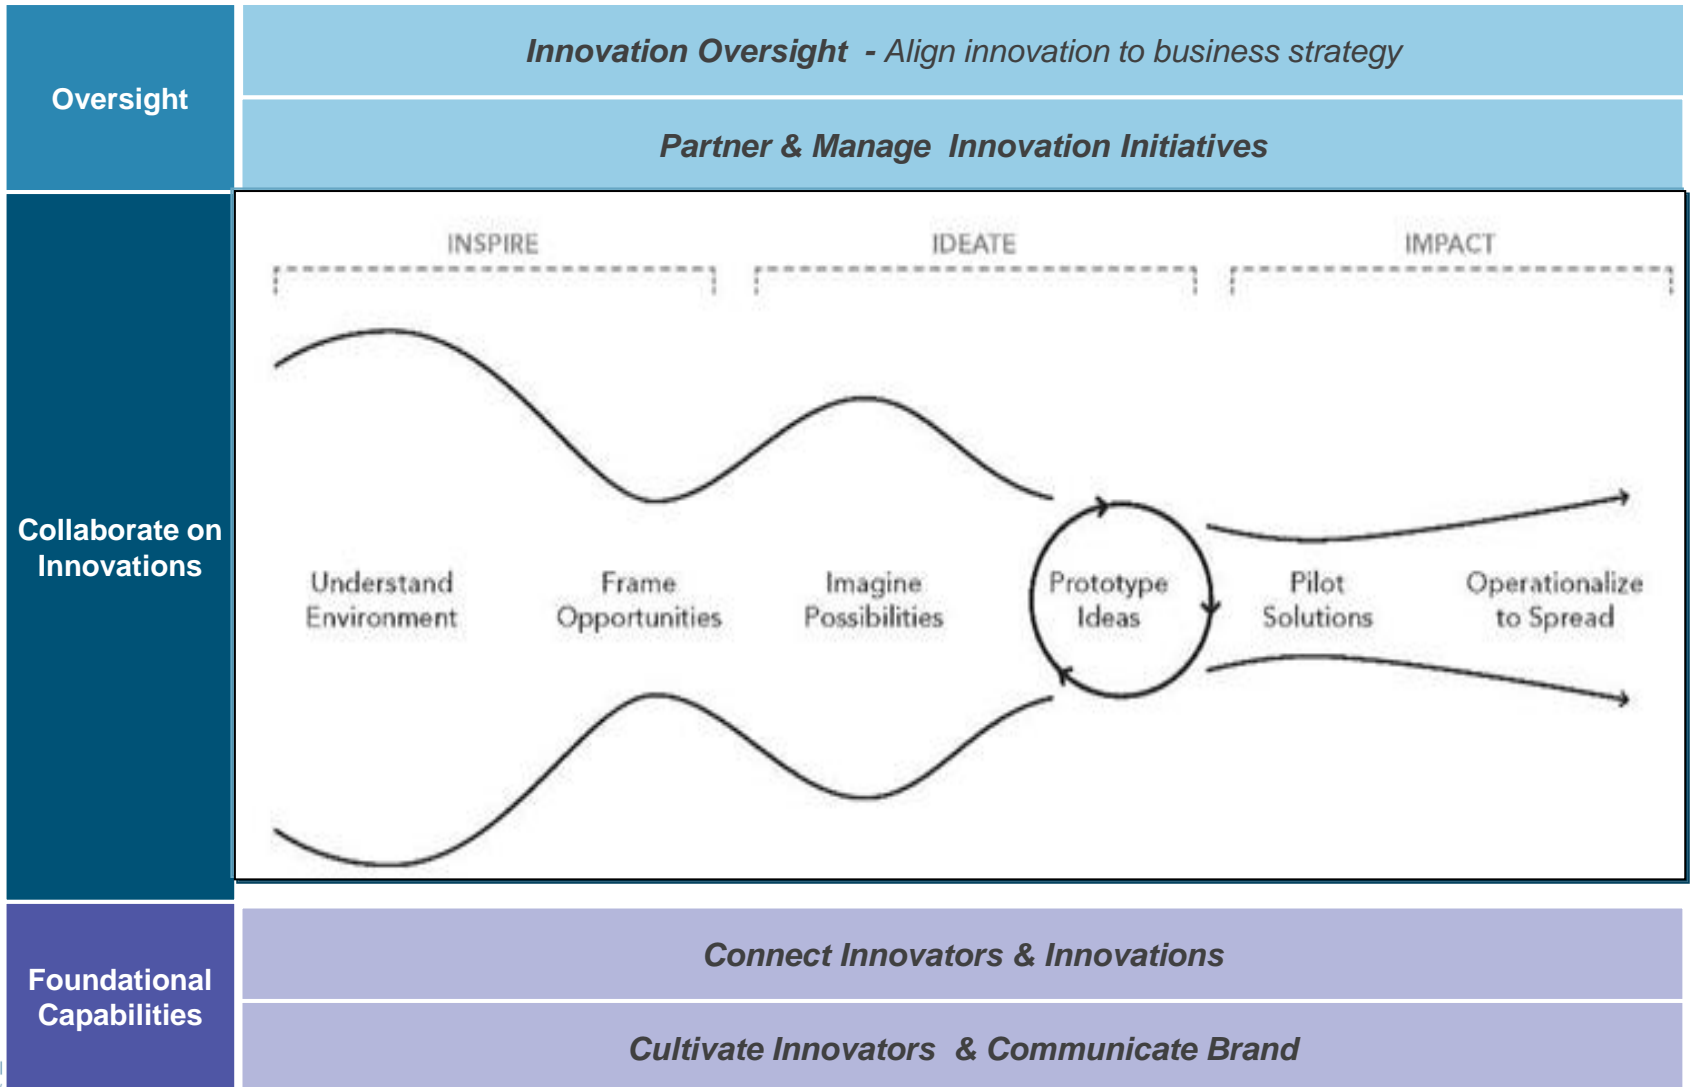 Oversight
Innovation Oversight - Align innovation to business strategy
Partner & Manage Innovation Initiatives
Collaborate on
Innovations
INSPIRE
IDEATE
IMPACT
Understand
Environment
Frame
Opportunities
Imagine
Possibilities
Prototype
Ideas
Pilot
Solutions
Operationalize
to Spread
Foundational
Capabilities
Connect Innovators & Innovations
Cultivate Innovators & Communicate Brand